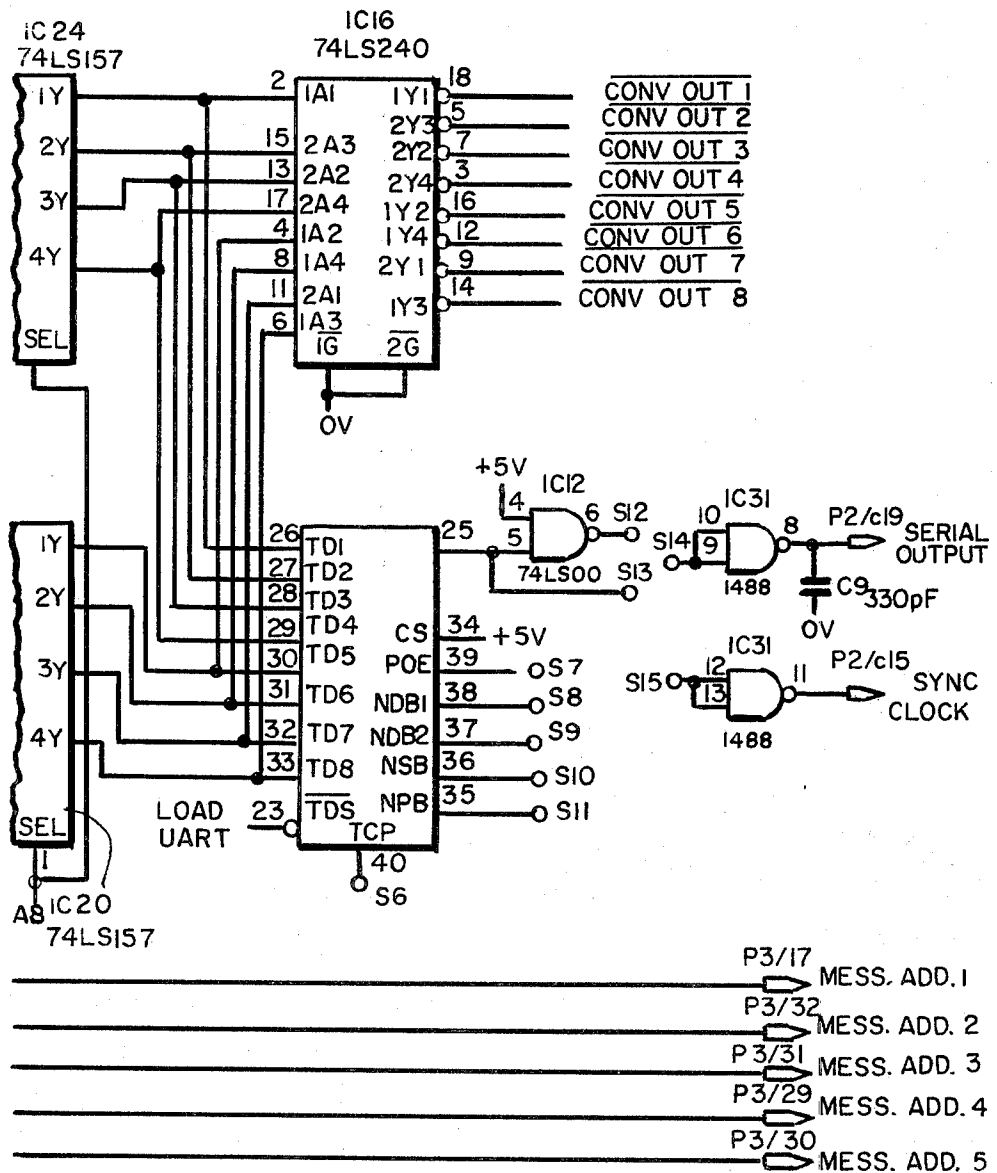 IC 24
74LS157
1Y
2Y
3Y
4Y
SEL
IC16
74LS240
2 1A1 1Y1 18 CONV OUT 1
15 2A3 2Y3 5 CONV OUT 2
13 2A2 2Y2 7 CONV OUT 3
17 2A4 2Y4 3 CONV OUT 4
4 1A2 1Y2 16 CONV OUT 5
8 1A4 1Y4 12 CONV OUT 6
11 2A1 2Y1 9 CONV OUT 7
6 1A3 1Y3 14 CONV OUT 8
1G 2G
0V
1Y
2Y
3Y
4Y
SEL
1
A8
IC20
74LS157
26 TD1 25
27 TD2
28 TD3
29 TD4
30 TD5
31 TD6
32 TD7
33 TD8
23 TDS
LOAD
UART
CS 34 +5V
POE 39 S7
NDB1 38 S8
NDB2 37 S9
NSB 36 S10
NPB 35 S11
TCP
40
S6
+5V
IC12
4
5
6 S12
74LS00
S13
IC31
S14 10
9
8 P2/c19 SERIAL
OUTPUT
1488
C9 330pF
0V
IC31
S15 12
13
11 P2/c15 SYNC
CLOCK
1488
P3/17 MESS. ADD. 1
P3/32 MESS. ADD. 2
P3/31 MESS. ADD. 3
P3/29 MESS. ADD. 4
P3/30 MESS. ADD. 5